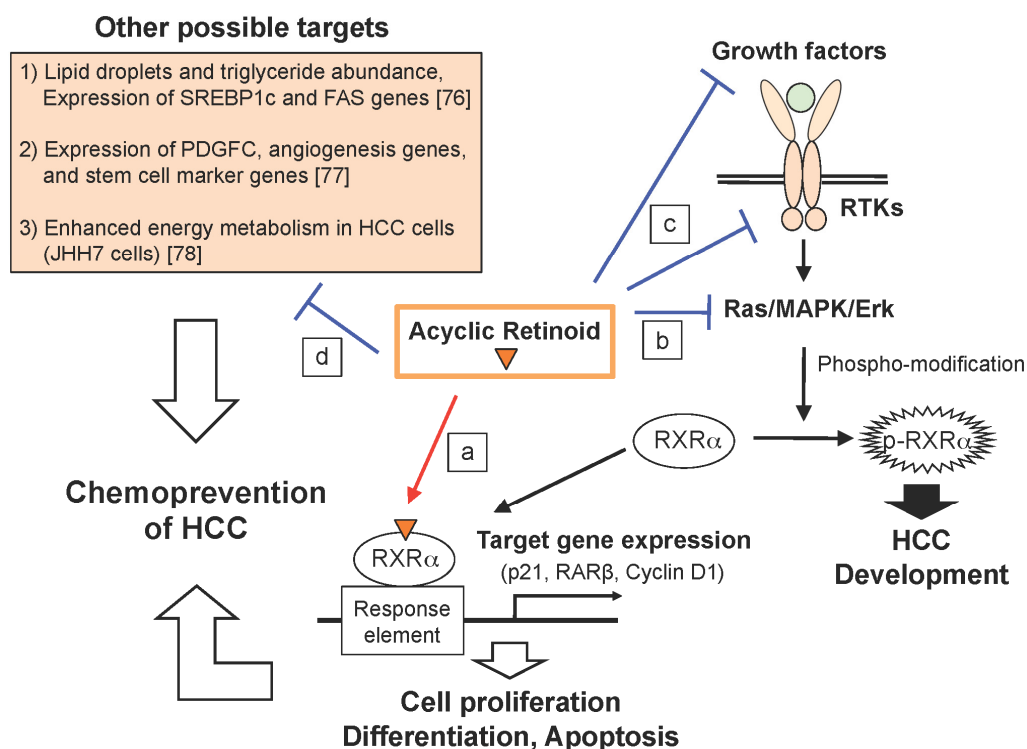 Other possible targets
1) Lipid droplets and triglyceride abundance,
Expression of SREBP1c and FAS genes [76]
2) Expression of PDGFC, angiogenesis genes,
and stem cell marker genes [77]
3) Enhanced energy metabolism in HCC cells
(JHH7 cells) [78]
Growth factors
RTKs
c
Ras/MAPK/Erk
b
Acyclic Retinoid
d
Phospho-modification
a
RXRα
p-RXRα
Chemoprevention
of HCC
HCC
Development
RXRα
Target gene expression
(p21, RARβ, Cyclin D1)
Response
element
Cell proliferation
Differentiation, Apoptosis